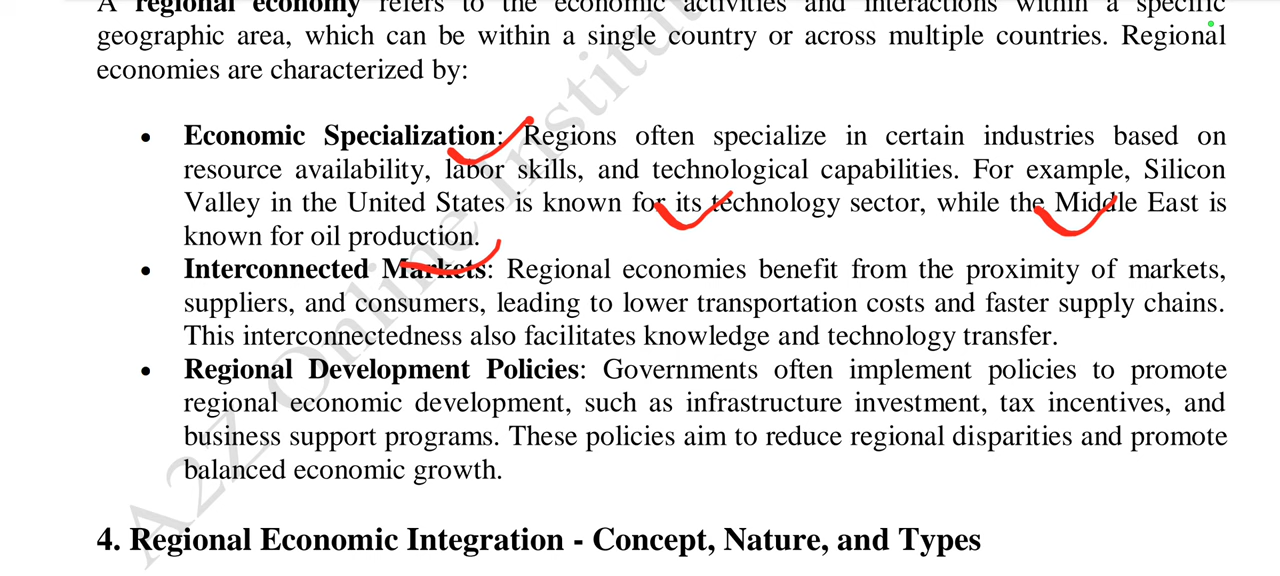 A regional economy refers to the economic activities and interactions within a specific
geographic area, which can be within a single country or across multiple countries. Regional
economies are characterized by:
• Economic Specialization: Regions often specialize in certain industries based on
resource availability, labor skills, and technological capabilities. For example, Silicon
Valley in the United States is known for its technology sector, while the Middle East is
known for oil production.
• Interconnected Markets: Regional economies benefit from the proximity of markets,
suppliers, and consumers, leading to lower transportation costs and faster supply chains.
This interconnectedness also facilitates knowledge and technology transfer.
• Regional Development Policies: Governments often implement policies to promote
regional economic development, such as infrastructure investment, tax incentives, and
business support programs. These policies aim to reduce regional disparities and promote
balanced economic growth.
4. Regional Economic Integration - Concept, Nature, and Types
A2Z Online Institu